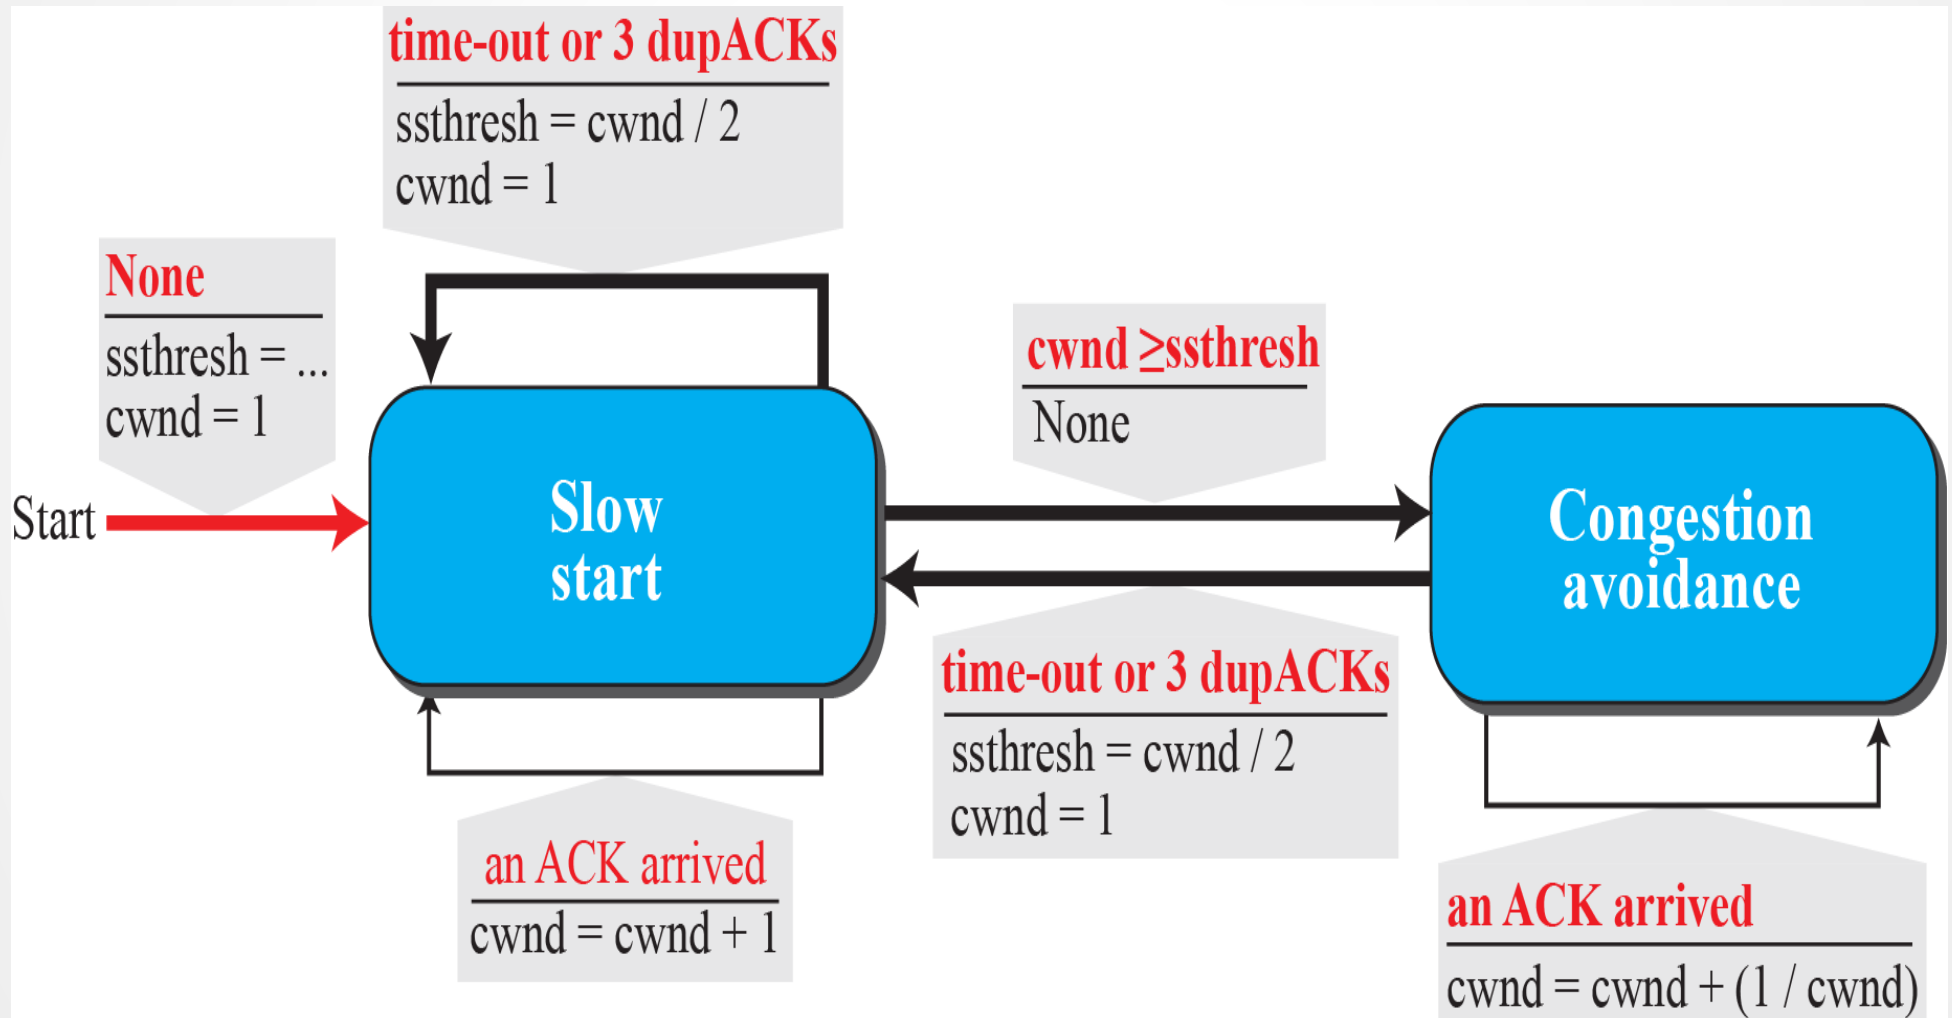 time-out or 3 dupACKs
ssthresh = cwnd / 2
cwnd = 1
None
ssthresh = ...
cwnd = 1
Start
Slow
start
cwnd ≥ssthresh
None
Congestion
avoidance
time-out or 3 dupACKs
ssthresh = cwnd / 2
cwnd = 1
an ACK arrived
cwnd = cwnd + 1
an ACK arrived
cwnd = cwnd + (1 / cwnd)